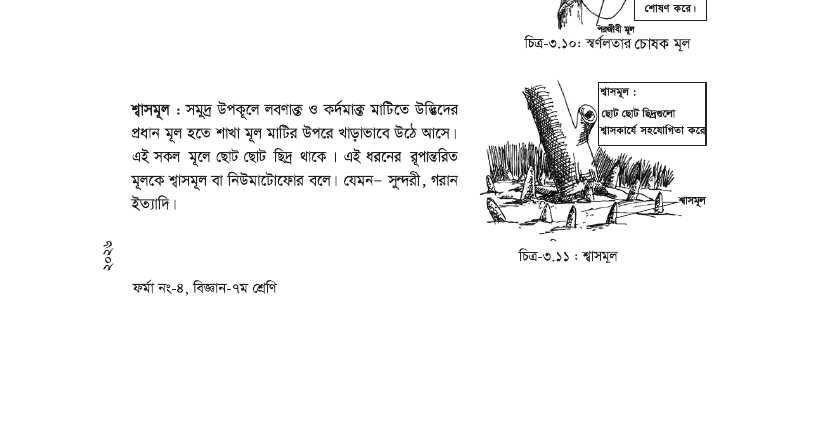 শোষণ করে।
পরজীবী মূল
চিত্র-৩.১০: স্বর্ণলতার চোষক মূল
শ্বাসমূল : সমুদ্র উপকূলে লবণাক্ত ও কর্দমাক্ত মাটিতে উদ্ভিদের
প্রধান মূল হতে শাখা মূল মাটির উপরে খাড়াভাবে উঠে আসে।
এই সকল মূলে ছোট ছোট ছিদ্র থাকে । এই ধরনের রূপান্তরিত
মূলকে শ্বাসমূল বা নিউমাটোফোর বলে। যেমন– সুন্দরী, গরান
ইত্যাদি।
শ্বাসমূল :
ছোট ছোট ছিদ্রগুলো
শ্বাসকার্যে সহযোগিতা করে
শ্বাসমূল
চিত্র-৩.১১ : শ্বাসমূল
২০২৬
ফর্মা নং-৪, বিজ্ঞান-৭ম শ্রেণি